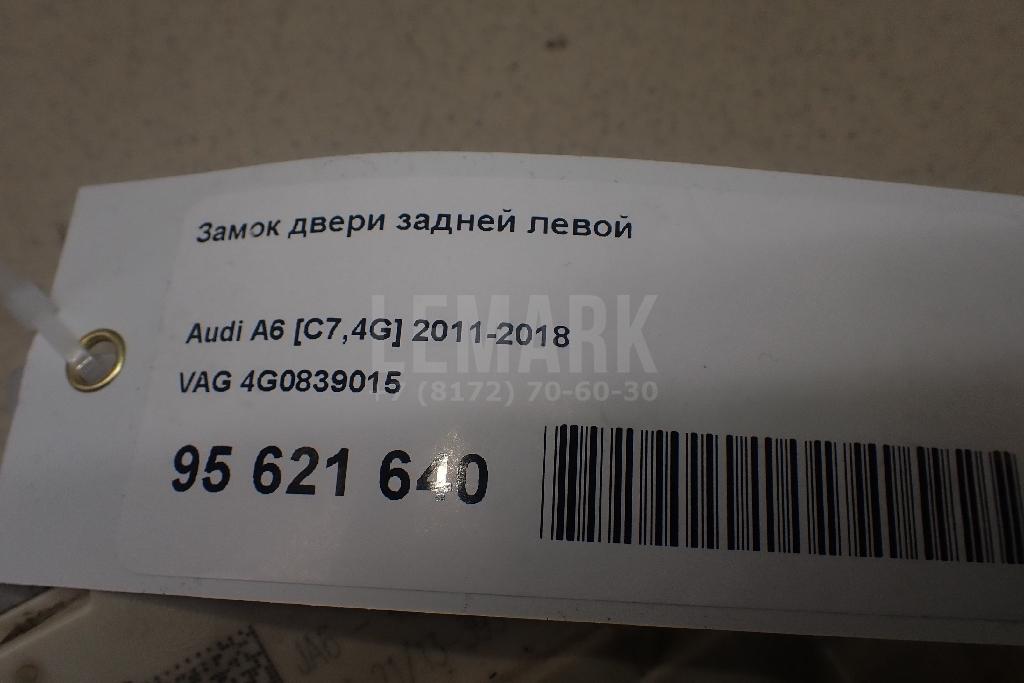 Замок двери задней левой
LEMARK
Audi A6 [C7,4G] 2011-2018
VAG 4G0839015
+7 (8172) 70-60-30
95 621 640